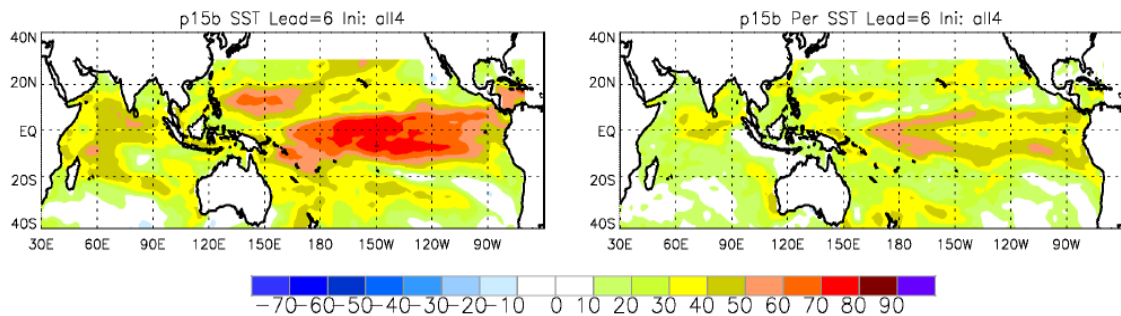 p15b SST Lead=6 Ini: all4
p15b Per SST Lead=6 Ini: all4
40N
20N
EQ
20S
40S
30E 60E 90E 120E 150E 180 150W 120W 90W
40N
20N
EQ
20S
40S
30E 60E 90E 120E 150E 180 150W 120W 90W
-70 -60 -50 -40 -30 -20 -10 0 10 20 30 40 50 60 70 80 90